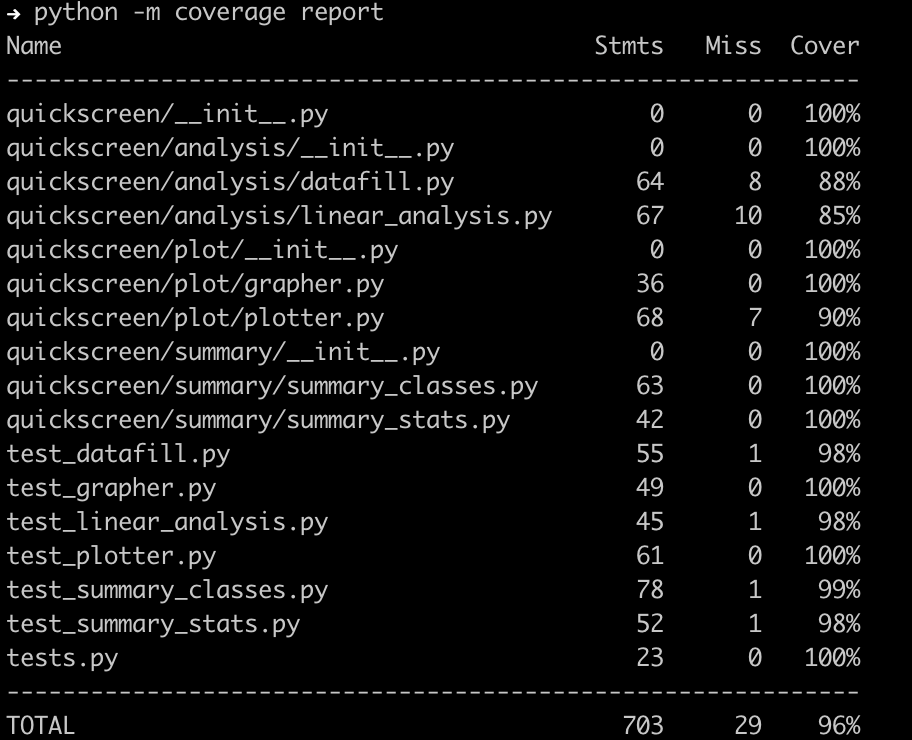 ➜ python -m coverage report
Name                                      Stmts   Miss  Cover
-------------------------------------------------------------
quickscreen/__init__.py                       0      0   100%
quickscreen/analysis/__init__.py              0      0   100%
quickscreen/analysis/datafill.py             64      8    88%
quickscreen/analysis/linear_analysis.py      67     10    85%
quickscreen/plot/__init__.py                  0      0   100%
quickscreen/plot/grapher.py                  36      0   100%
quickscreen/plot/plotter.py                  68      7    90%
quickscreen/summary/__init__.py               0      0   100%
quickscreen/summary/summary_classes.py       63      0   100%
quickscreen/summary/summary_stats.py         42      0   100%
test_datafill.py                             55      1    98%
test_grapher.py                              49      0   100%
test_linear_analysis.py                      45      1    98%
test_plotter.py                              61      0   100%
test_summary_classes.py                      78      1    99%
test_summary_stats.py                        52      1    98%
tests.py                                     23      0   100%
-------------------------------------------------------------
TOTAL                                       703     29    96%